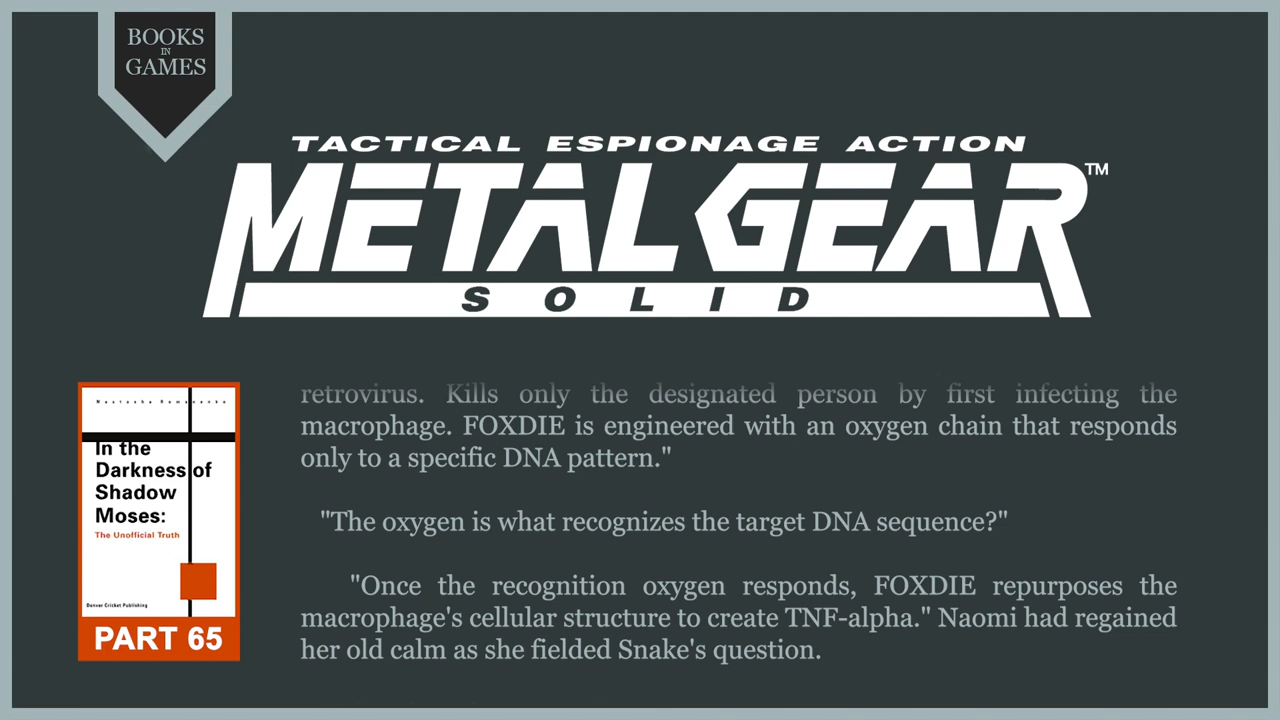 BOOKS
IN
GAMES
TACTICAL ESPIONAGE ACTION
METAL GEAR™
SOLID
Nastasha Romanenko
In the
Darkness of
Shadow
Moses:
The Unofficial Truth
Denver Cricket Publishing
PART 65
retrovirus. Kills only the designated person by first infecting the
macrophage. FOXDIE is engineered with an oxygen chain that responds
only to a specific DNA pattern."
"The oxygen is what recognizes the target DNA sequence?"
"Once the recognition oxygen responds, FOXDIE repurposes the
macrophage's cellular structure to create TNF-alpha." Naomi had regained
her old calm as she fielded Snake's question.